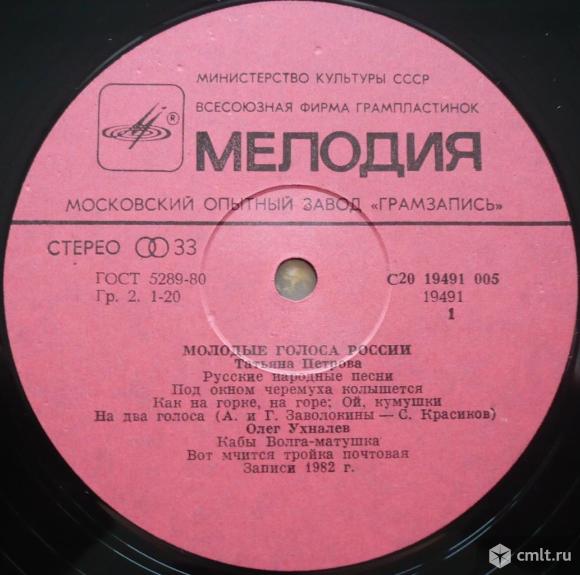 МИНИСТЕРСТВО КУЛЬТУРЫ СССР
ВСЕСОЮЗНАЯ ФИРМА ГРАМПЛАСТИНОК
®
МЕЛОДИЯ
МОСКОВСКИЙ ОПЫТНЫЙ ЗАВОД «ГРАМЗАПИСЬ»
СТЕРЕО 33
ГОСТ 5289-80 С20 19491 005
Гр. 2. 1-20 19491
1
МОЛОДЫЕ ГОЛОСА РОССИИ
Татьяна Петрова
Русские народные песни
Под окном черемуха колышется
Как на горке, на горе; Ой, кумушки
На два голоса (А. и Г. Заволокины — С. Красиков)
Олег Ухналев
Кабы Волга-матушка
Вот мчится тройка почтовая
Записи 1982 г.
cmlt.ru